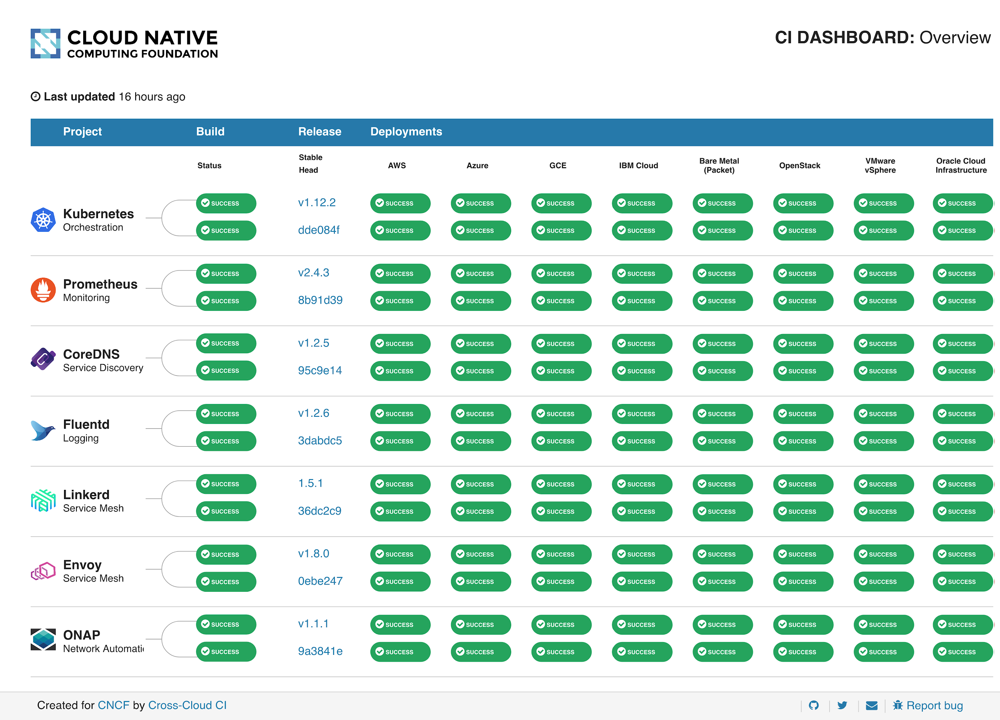 CLOUD NATIVE
COMPUTING FOUNDATION
CI DASHBOARD: Overview
Last updated 16 hours ago
Project Build Release Deployments
Status Stable Head AWS Azure GCE IBM Cloud Bare Metal (Packet) OpenStack VMware vSphere Oracle Cloud Infrastructure
Kubernetes
Orchestration
SUCCESS v1.12.2 SUCCESS SUCCESS SUCCESS SUCCESS SUCCESS SUCCESS SUCCESS SUCCESS
SUCCESS dde084f SUCCESS SUCCESS SUCCESS SUCCESS SUCCESS SUCCESS SUCCESS SUCCESS
Prometheus
Monitoring
SUCCESS v2.4.3 SUCCESS SUCCESS SUCCESS SUCCESS SUCCESS SUCCESS SUCCESS SUCCESS
SUCCESS 8b91d39 SUCCESS SUCCESS SUCCESS SUCCESS SUCCESS SUCCESS SUCCESS SUCCESS
CoreDNS
Service Discovery
SUCCESS v1.2.5 SUCCESS SUCCESS SUCCESS SUCCESS SUCCESS SUCCESS SUCCESS SUCCESS
SUCCESS 95c9e14 SUCCESS SUCCESS SUCCESS SUCCESS SUCCESS SUCCESS SUCCESS SUCCESS
Fluentd
Logging
SUCCESS v1.2.6 SUCCESS SUCCESS SUCCESS SUCCESS SUCCESS SUCCESS SUCCESS SUCCESS
SUCCESS 3dabdc5 SUCCESS SUCCESS SUCCESS SUCCESS SUCCESS SUCCESS SUCCESS SUCCESS
Linkerd
Service Mesh
SUCCESS 1.5.1 SUCCESS SUCCESS SUCCESS SUCCESS SUCCESS SUCCESS SUCCESS SUCCESS
SUCCESS 36dc2c9 SUCCESS SUCCESS SUCCESS SUCCESS SUCCESS SUCCESS SUCCESS SUCCESS
Envoy
Service Mesh
SUCCESS v1.8.0 SUCCESS SUCCESS SUCCESS SUCCESS SUCCESS SUCCESS SUCCESS SUCCESS
SUCCESS 0ebe247 SUCCESS SUCCESS SUCCESS SUCCESS SUCCESS SUCCESS SUCCESS SUCCESS
ONAP
Network Automati
SUCCESS v1.1.1 SUCCESS SUCCESS SUCCESS SUCCESS SUCCESS SUCCESS SUCCESS SUCCESS
SUCCESS 9a3841e SUCCESS SUCCESS SUCCESS SUCCESS SUCCESS SUCCESS SUCCESS SUCCESS
Created for CNCF by Cross-Cloud CI
Report bug